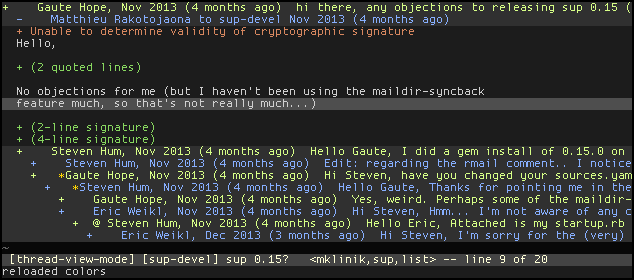 +    Gaute Hope, Nov 2013 (4 months ago)  hi there, any objections to releasing sup 0.15 (
-    Matthieu Rakotojaona to sup-devel Nov 2013 (4 months ago)
+ Unable to determine validity of cryptographic signature
Hello,
+ (2 quoted lines)
No objections for me (but I haven't been using the maildir-syncback
feature much, so that's not really much...)
+ (2-line signature)
+ (4-line signature)
+    Steven Hum, Nov 2013 (4 months ago)  Hello Gaute, I did a gem install of 0.15.0 on
+    Steven Hum, Nov 2013 (4 months ago)  Edit: regarding the rmail comment.. I notice
+   *Gaute Hope, Nov 2013 (4 months ago)  Hi Steven, have you changed your sources.yam
+   *Steven Hum, Nov 2013 (4 months ago)  Hello Gaute, Thanks for pointing me in the
+    Gaute Hope, Nov 2013 (4 months ago)  Yes, weird. Perhaps some of the maildir-
+    Eric Weikl, Nov 2013 (4 months ago)  Hi Steven, Hmm... I'm not aware of any c
+  @ Steven Hum, Nov 2013 (4 months ago)  Hello Eric, Attached is my startup.rb
+    Eric Weikl, Dec 2013 (3 months ago)  Hi Steven, I'm sorry for the (very)
~
[thread-view-mode] [sup-devel] sup 0.15?   <mklinik,sup,list> -- line 9 of 20
reloaded colors